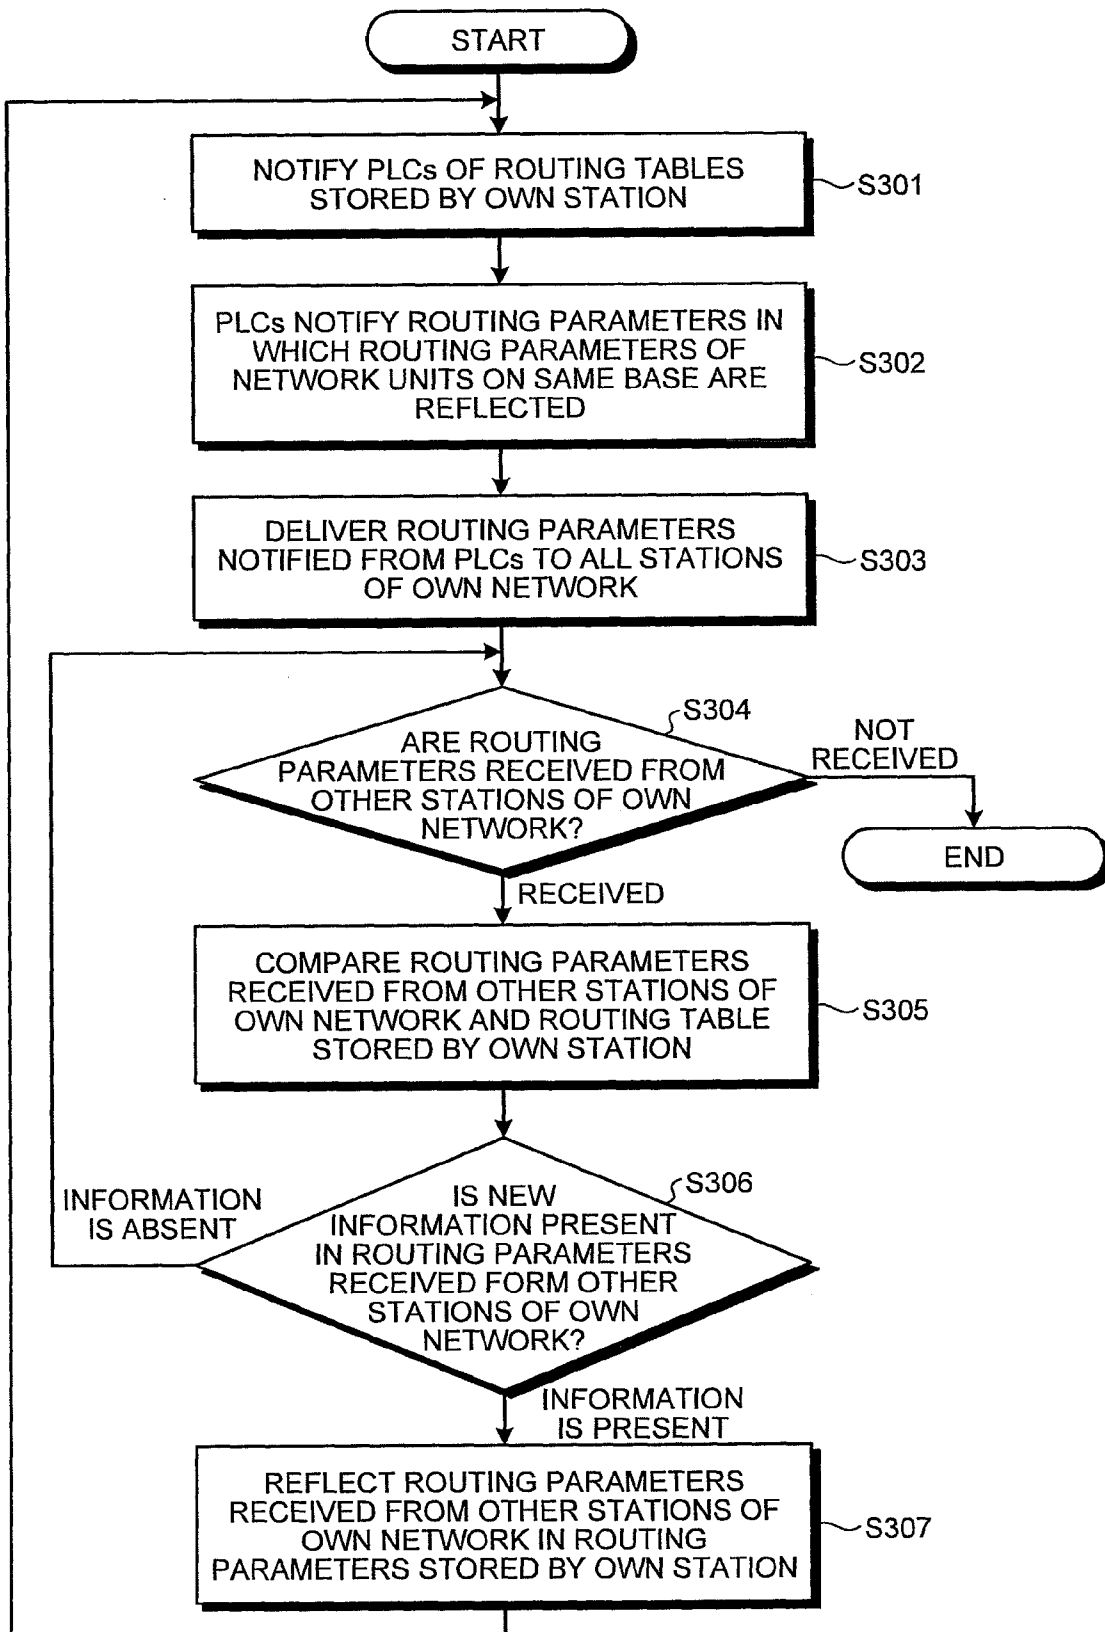 START
NOTIFY PLCs OF ROUTING TABLES
STORED BY OWN STATION
S301
PLCs NOTIFY ROUTING PARAMETERS IN
WHICH ROUTING PARAMETERS OF
NETWORK UNITS ON SAME BASE ARE
REFLECTED
S302
DELIVER ROUTING PARAMETERS
NOTIFIED FROM PLCs TO ALL STATIONS
OF OWN NETWORK
S303
S304
ARE ROUTING
PARAMETERS RECEIVED FROM
OTHER STATIONS OF OWN
NETWORK?
NOT
RECEIVED
END
RECEIVED
COMPARE ROUTING PARAMETERS
RECEIVED FROM OTHER STATIONS OF
OWN NETWORK AND ROUTING TABLE
STORED BY OWN STATION
S305
S306
IS NEW
INFORMATION PRESENT
IN ROUTING PARAMETERS
RECEIVED FORM OTHER
STATIONS OF OWN
NETWORK?
INFORMATION
IS ABSENT
INFORMATION
IS PRESENT
REFLECT ROUTING PARAMETERS
RECEIVED FROM OTHER STATIONS OF
OWN NETWORK IN ROUTING
PARAMETERS STORED BY OWN STATION
S307